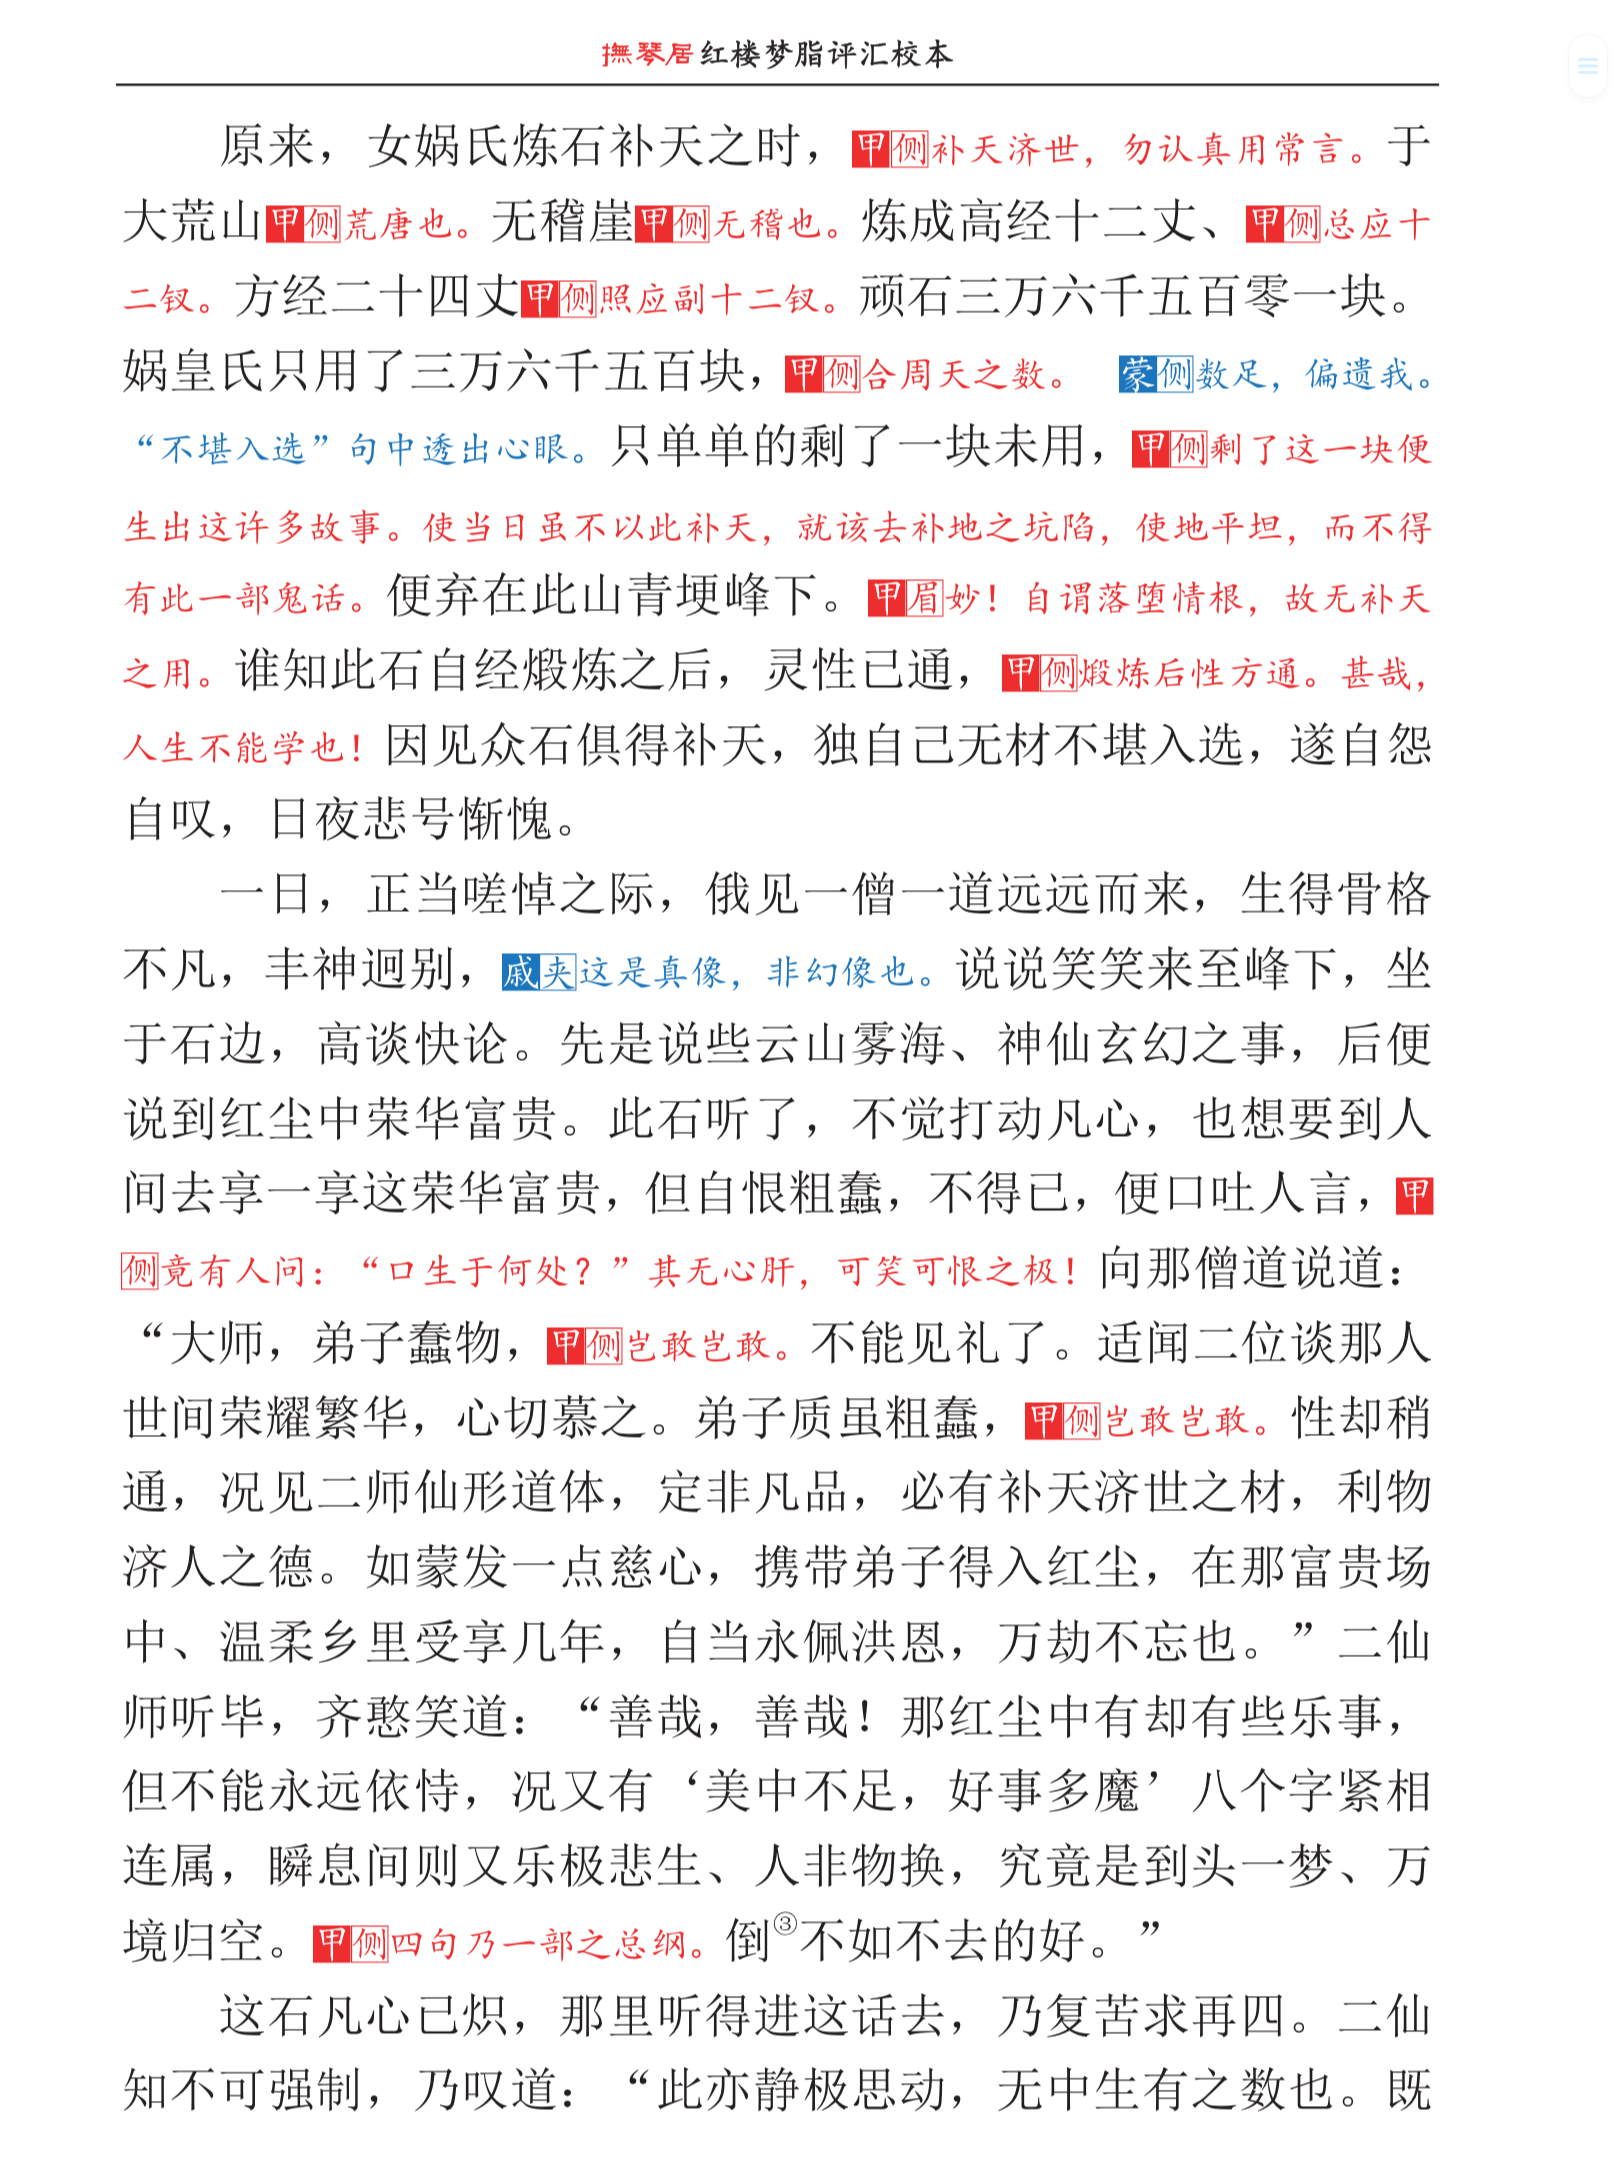 撫琴居红楼梦脂评汇校本
原来，女娲氏炼石补天之时，甲侧补天济世，勿认真用常言。于
大荒山甲侧荒唐也。无稽崖甲侧无稽也。炼成高经十二丈、甲侧总应十
二钗。方经二十四丈甲侧照应副十二钗。顽石三万六千五百零一块。
娲皇氏只用了三万六千五百块，甲侧合周天之数。 蒙侧数足，偏遗我。
“不堪入选”句中透出心眼。只单单的剩了一块未用，甲侧剩了这一块便
生出这许多故事。使当日虽不以此补天，就该去补地之坑陷，使地平坦，而不得
有此一部鬼话。便弃在此山青埂峰下。甲眉妙！自谓落堕情根，故无补天
之用。谁知此石自经煅炼之后，灵性已通，甲侧煅炼后性方通。甚哉，
人生不能学也！因见众石俱得补天，独自己无材不堪入选，遂自怨
自叹，日夜悲号惭愧。
一日，正当嗟悼之际，俄见一僧一道远远而来，生得骨格
不凡，丰神迥别，戚夹这是真像，非幻像也。说说笑笑来至峰下，坐
于石边，高谈快论。先是说些云山雾海、神仙玄幻之事，后便
说到红尘中荣华富贵。此石听了，不觉打动凡心，也想要到人
间去享一享这荣华富贵，但自恨粗蠢，不得已，便口吐人言，甲
侧竟有人问：“口生于何处？”其无心肝，可笑可恨之极！向那僧道说道：
“大师，弟子蠢物，甲侧岂敢岂敢。不能见礼了。适闻二位谈那人
世间荣耀繁华，心切慕之。弟子质虽粗蠢，甲侧岂敢岂敢。性却稍
通，况见二师仙形道体，定非凡品，必有补天济世之材，利物
济人之德。如蒙发一点慈心，携带弟子得入红尘，在那富贵场
中、温柔乡里受享几年，自当永佩洪恩，万劫不忘也。”二仙
师听毕，齐憨笑道：“善哉，善哉！那红尘中有却有些乐事，
但不能永远依恃，况又有‘美中不足，好事多魔’八个字紧相
连属，瞬息间则又乐极悲生、人非物换，究竟是到头一梦、万
境归空。甲侧四句乃一部之总纲。倒③不如不去的好。”
这石凡心已炽，那里听得进这话去，乃复苦求再四。二仙
知不可强制，乃叹道：“此亦静极思动，无中生有之数也。既